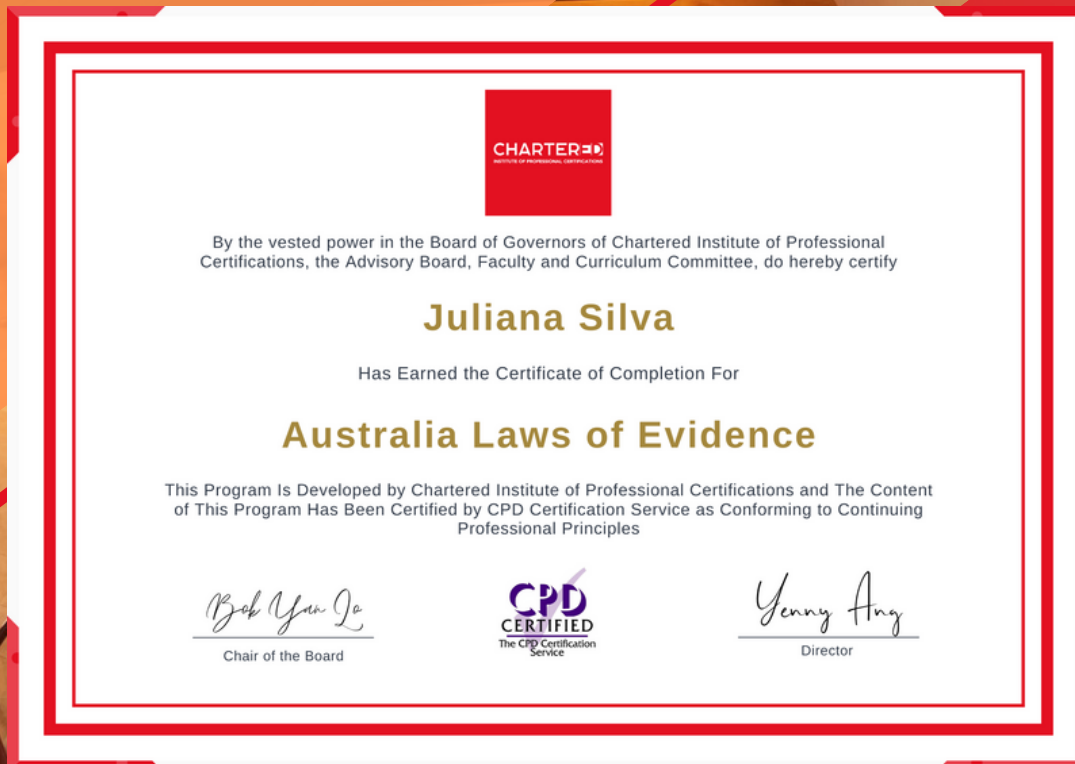 CHARTERED
INSTITUTE OF PROFESSIONAL CERTIFICATIONS
By the vested power in the Board of Governors of Chartered Institute of Professional
Certifications, the Advisory Board, Faculty and Curriculum Committee, do hereby certify
Juliana Silva
Has Earned the Certificate of Completion For
Australia Laws of Evidence
This Program Is Developed by Chartered Institute of Professional Certifications and The Content
of This Program Has Been Certified by CPD Certification Service as Conforming to Continuing
Professional Principles
Bok Yan Lo
Chair of the Board
CPD
CERTIFIED
The CPD Certification
Service
Yenny Ang
Director